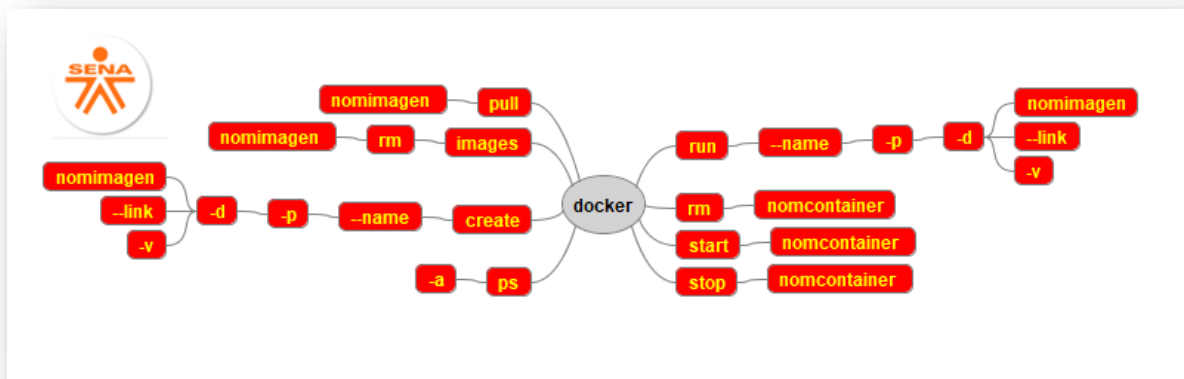 SENA
nomimagen pull
nomimagen rm images
nomimagen
--link -d -p --name create
-v
-a ps
docker
run --name -p -d nomimagen
--link
-v
rm nomcontainer
start nomcontainer
stop nomcontainer